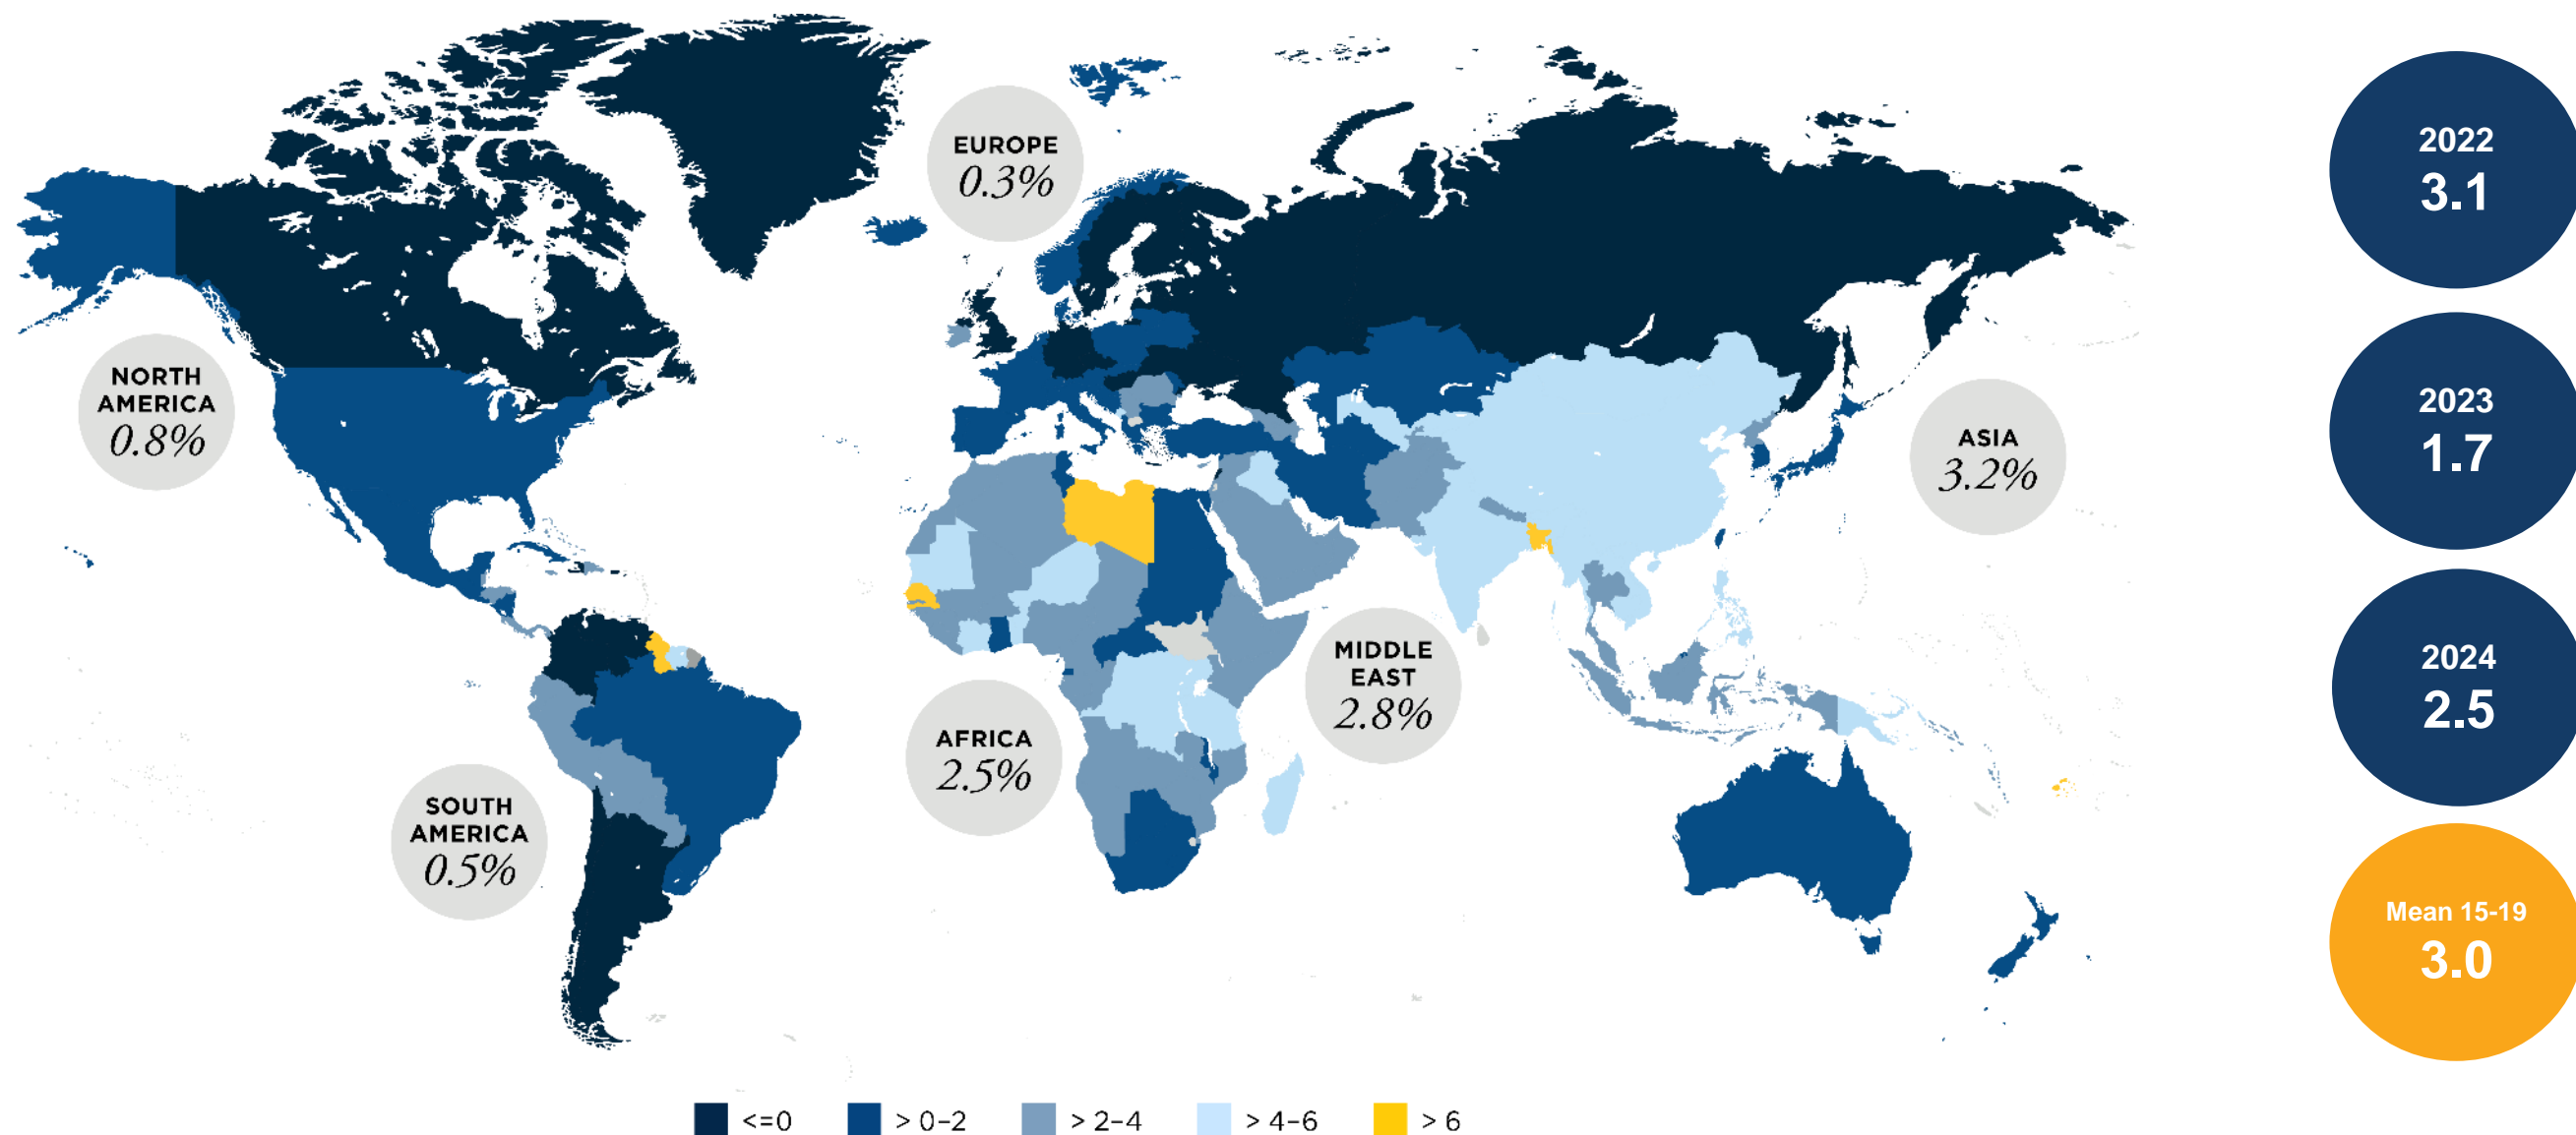 EUROPE
0.3%
NORTH
AMERICA
0.8%
ASIA
3.2%
MIDDLE
EAST
2.8%
AFRICA
2.5%
SOUTH
AMERICA
0.5%
2022
3.1
2023
1.7
2024
2.5
Mean 15-19
3.0
<=0
> 0–2
> 2–4
> 4–6
> 6